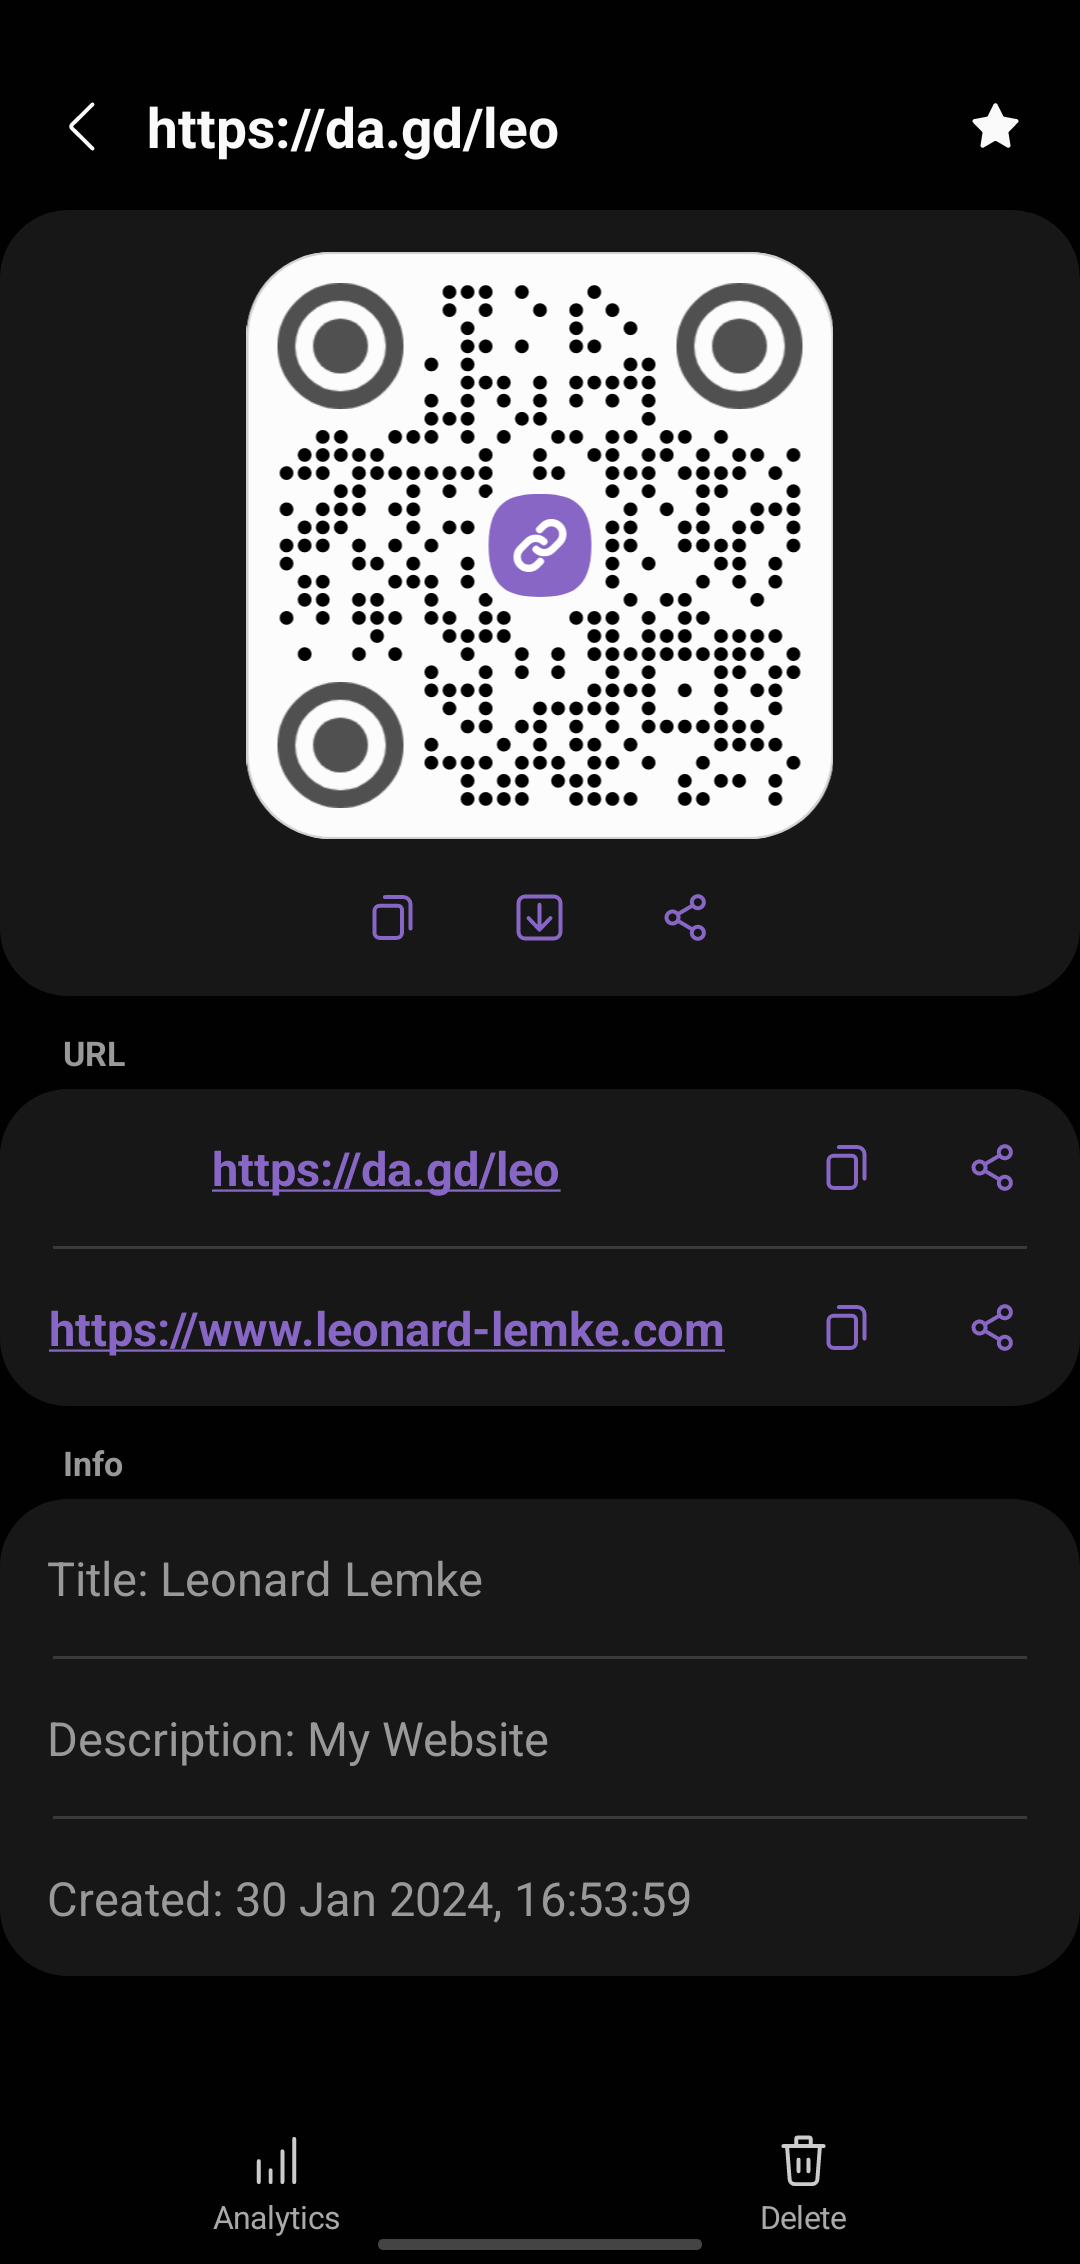 https://da.gd/leo
URL
https://da.gd/leo
https://www.leonard-lemke.com
Info
Title: Leonard Lemke
Description: My Website
Created: 30 Jan 2024, 16:53:59
Analytics
Delete